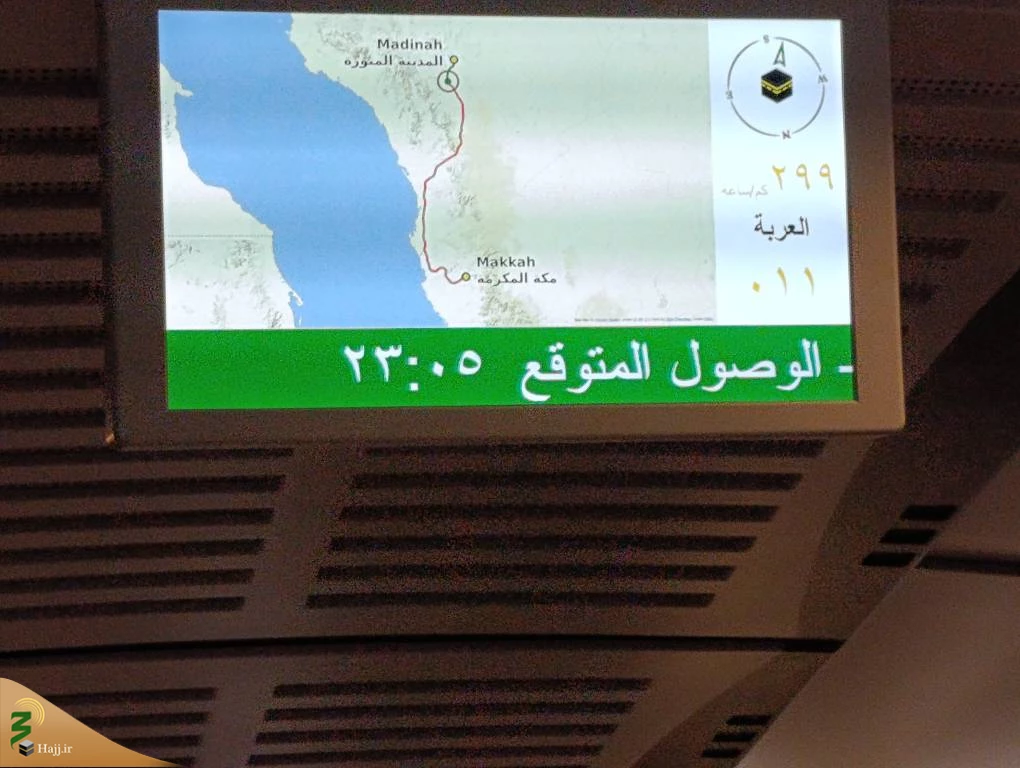 Madinah
المدينة المنورة
Makkah
مكة المكرمة
S
W
E
N
٢٩٩
كم/ساعة
العربة
٠١١
- الوصول المتوقع ٢٣:٠٥
Hajj.ir